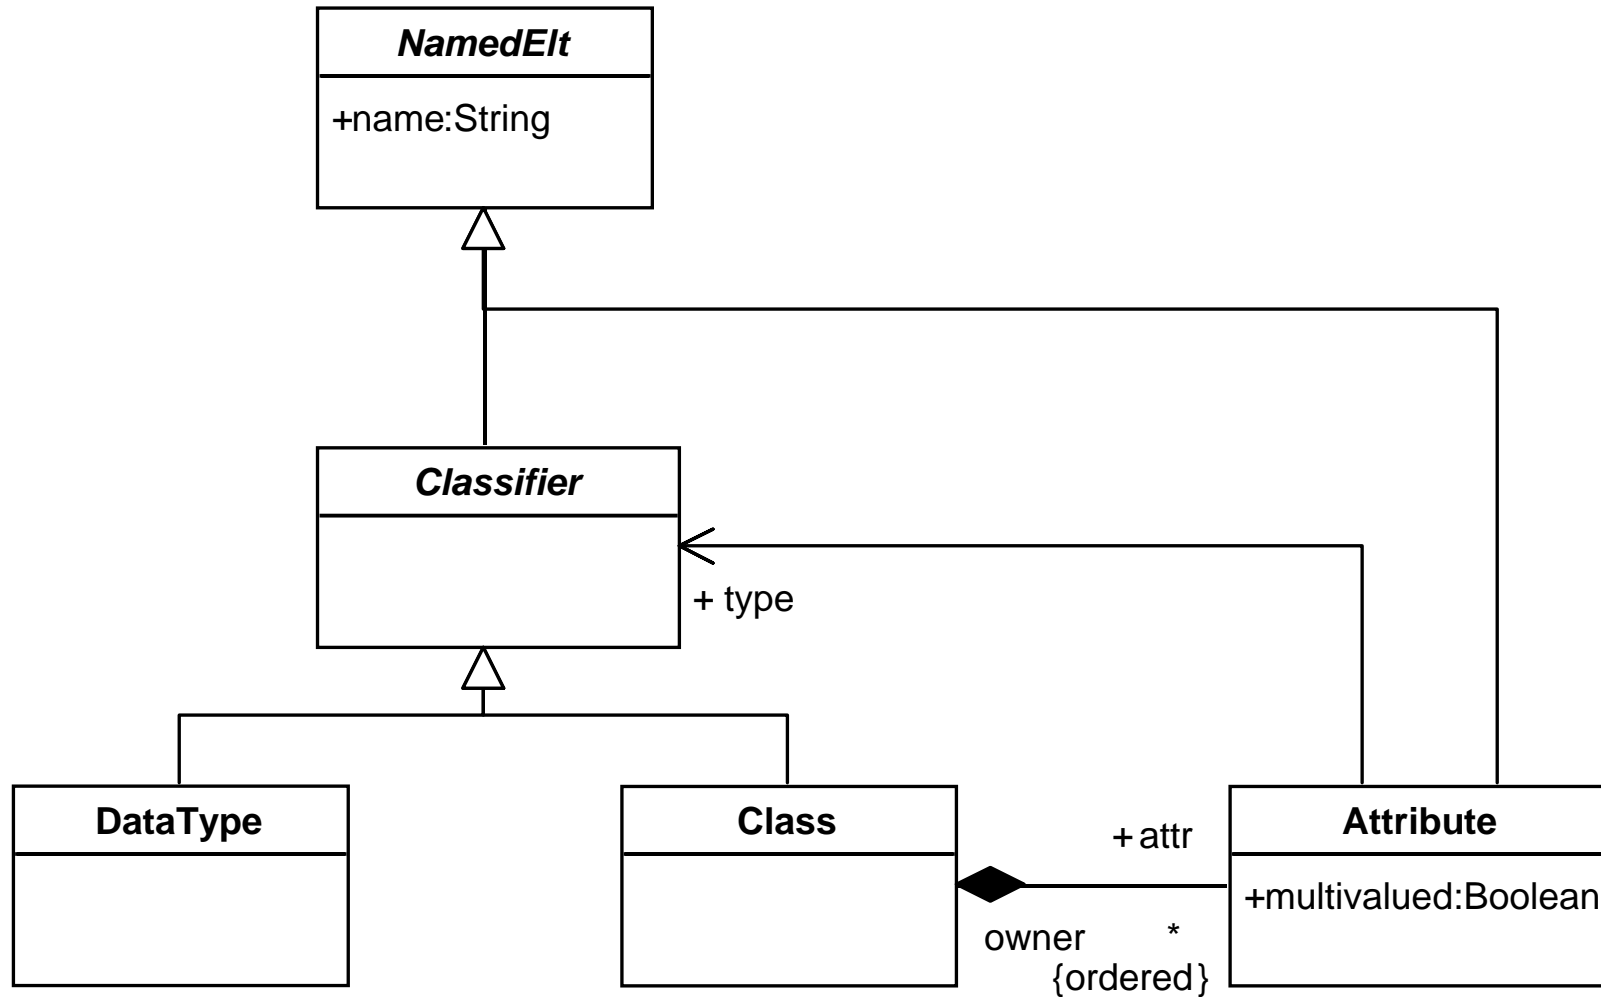 NamedElt
+name:String
Classifier
+ type
DataType
Class
+attr
Attribute
+multivalued:Boolean
owner *
{ordered}